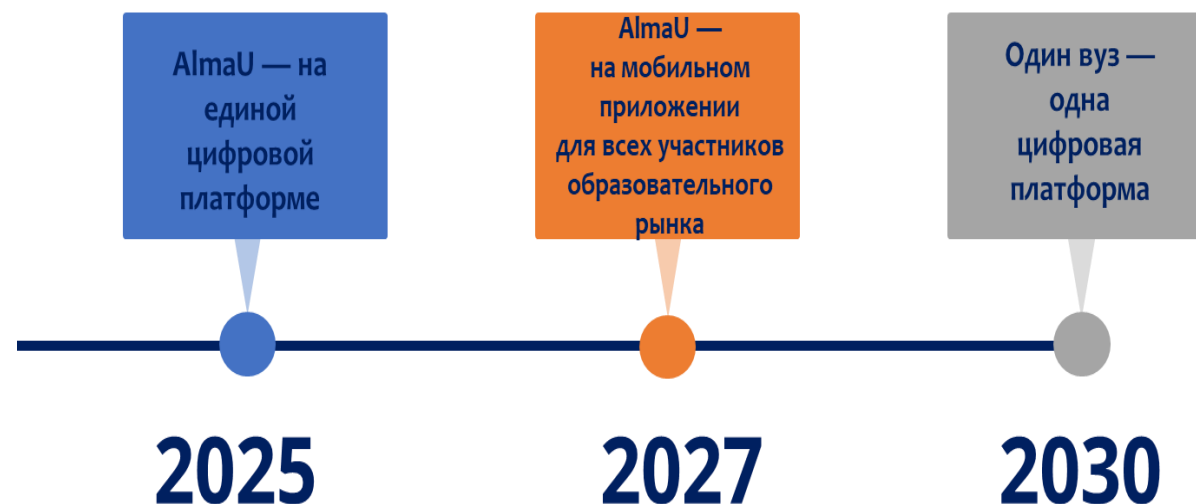 AlmaU — на
единой
цифровой
платформе
AlmaU —
на мобильном
приложении
для всех участников
образовательного
рынка
Один вуз —
одна
цифровая
платформа
2025
2027
2030